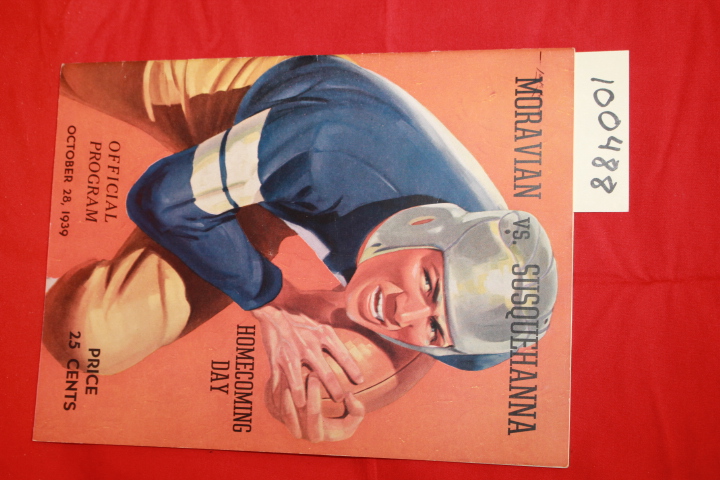 MORAVIAN vs. SUSQUEHANNA
HOMECOMING
DAY
OFFICIAL
PROGRAM
OCTOBER 28, 1939
PRICE
25 CENTS
100488